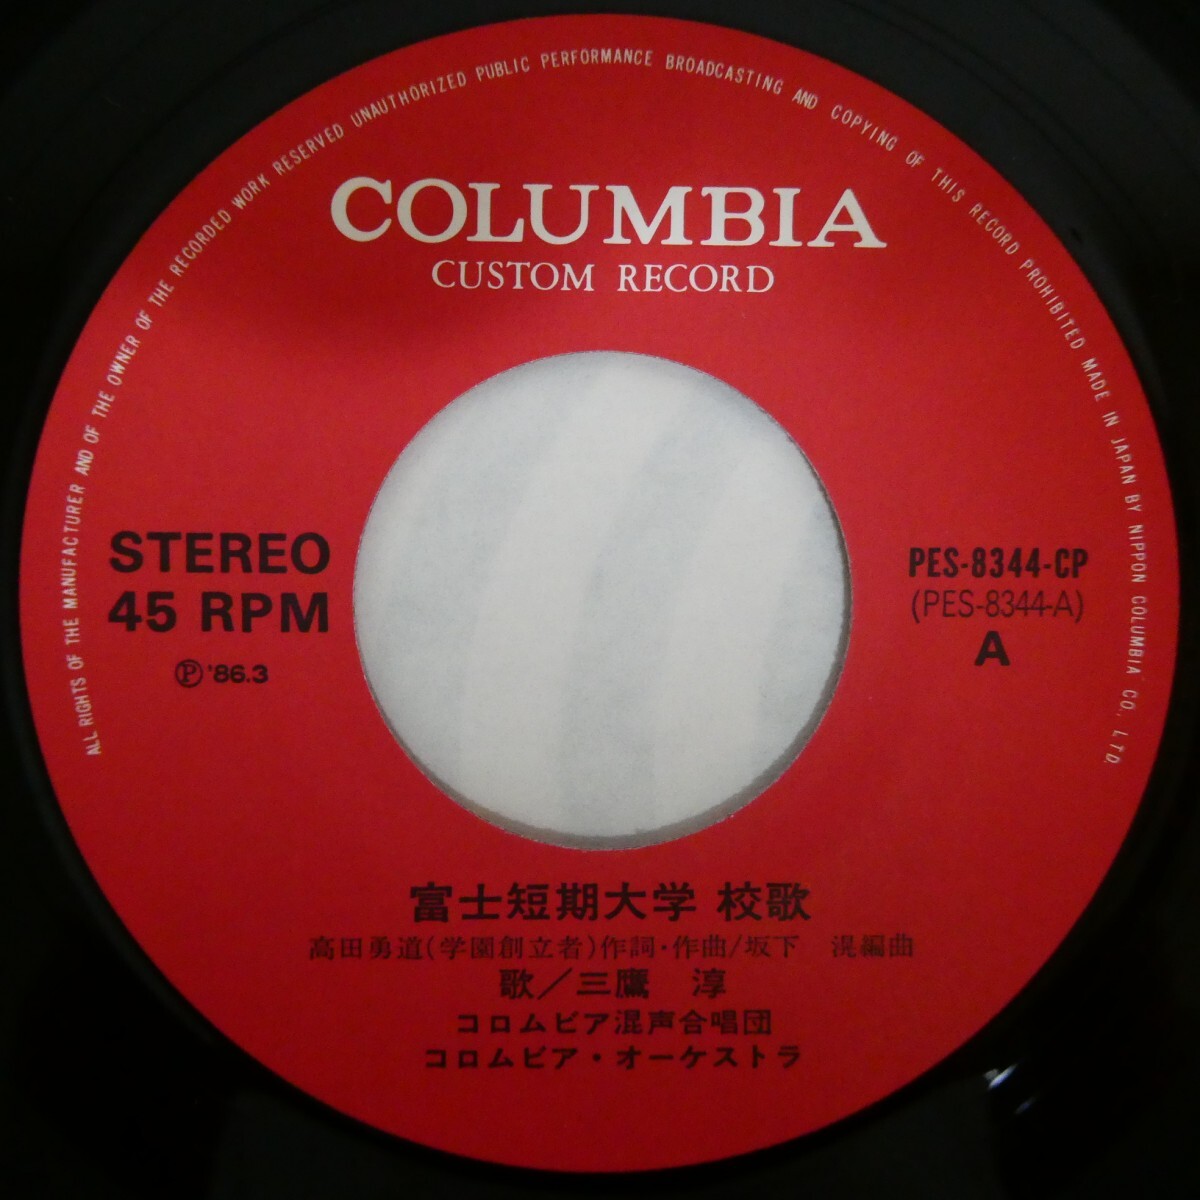 ALL RIGHTS OF THE MANUFACTURER AND OF THE OWNER OF THE RECORDED WORK RESERVED UNAUTHORIZED PUBLIC PERFORMANCE BROADCASTING AND COPYING OF THIS RECORD PROHIBITED MADE IN JAPAN BY NIPPON COLUMBIA CO., LTD.
COLUMBIA
CUSTOM RECORD
STEREO
45 RPM
Ⓟ '86.3
PES-8344-CP
(PES-8344-A)
A
富士短期大学 校歌
高田勇道(学園創立者)作詞・作曲/坂下 滉編曲
歌/三鷹 淳
コロムビア混声合唱団
コロムビア・オーケストラ